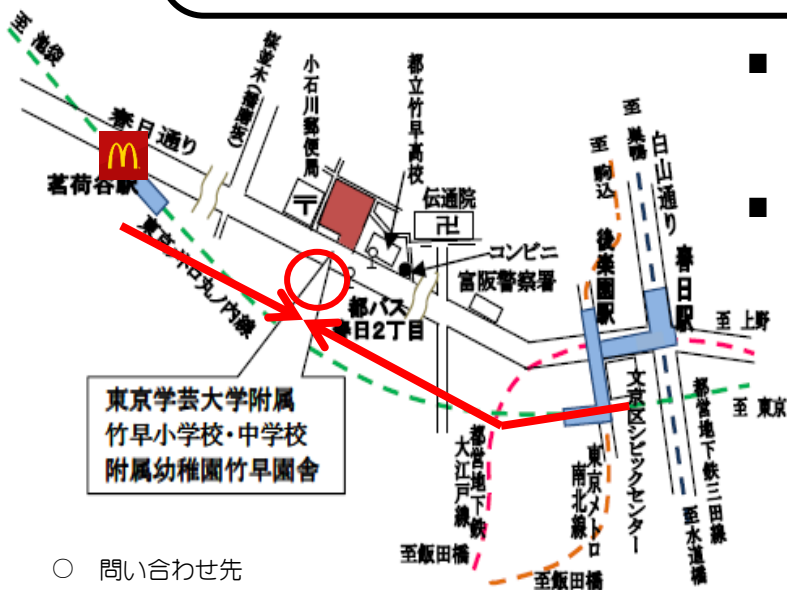 至 池袋
春日通り
茗荷谷駅
桜並木(播磨坂)
小石川郵便局
都立竹早高校
伝通院
卍
コンビニ
富阪警察署
東京メトロ丸ノ内線
都バス
春日2丁目
東京学芸大学附属
竹早小学校・中学校
附属幼稚園竹早園舎
至 駒込
至 巣鴨
白山通り
後楽園駅
春日駅
至 上野
至 東京
文京区シビックセンター
都営地下鉄三田線
至水道橋
都営地下鉄
大江戸線
東京メトロ
南北線
至飯田橋
至飯田橋
○ 問い合わせ先